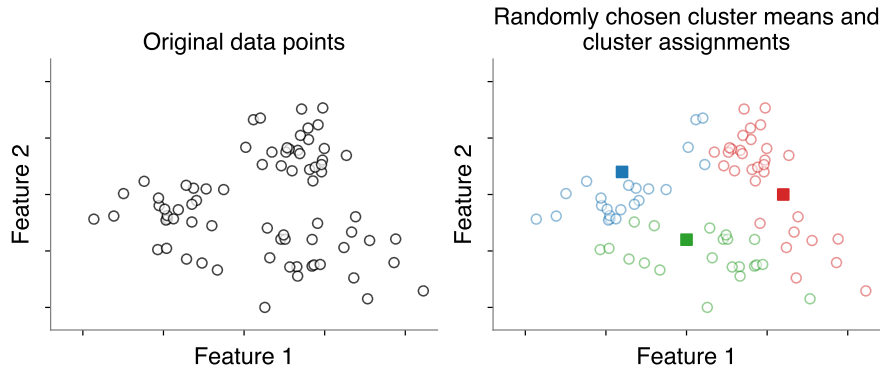 Original data points
Feature 2
Feature 1
Randomly chosen cluster means and
cluster assignments
Feature 2
Feature 1